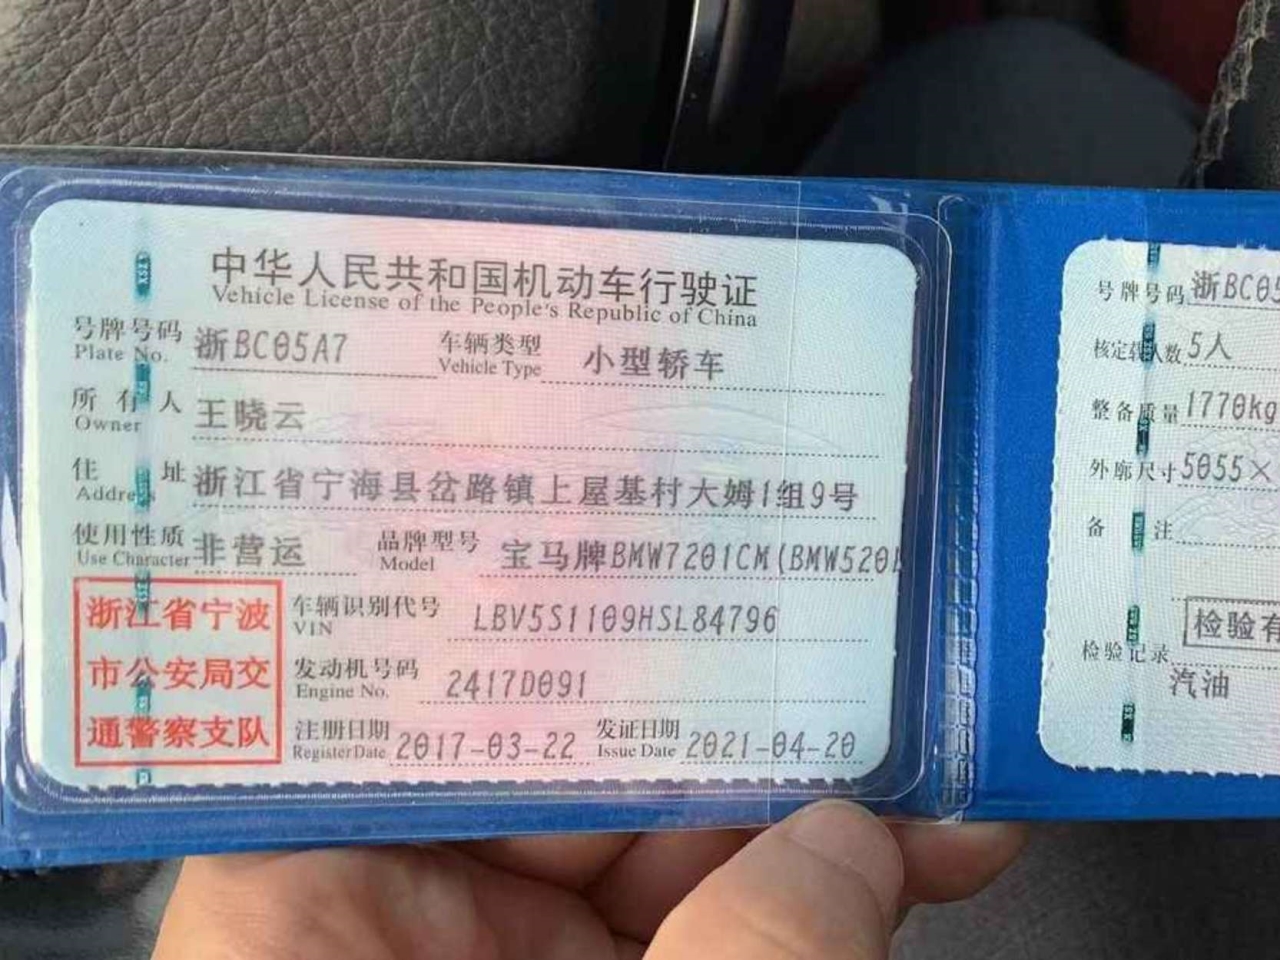 中华人民共和国机动车行驶证
Vehicle License of the People's Republic of China
号牌号码 浙BC05A7 车辆类型 小型轿车
Plate No. Vehicle Type
所有人 王晓云
Owner
住址 浙江省宁海县岔路镇上屋基村大姆1组9号
Address
使用性质 非营运 品牌型号 宝马牌BMW7201CM(BMW520L
Use Character Model
浙江省宁波
市公安局交
通警察支队
车辆识别代号 LBV5S1109HSL84796
VIN
发动机号码 2417D091
Engine No.
注册日期 2017-03-22 发证日期 2021-04-20
Register Date Issue Date
号牌号码 浙BC05
核定载人数 5人
整备质量 1770kg
外廓尺寸 5055×
备注
检验有
检验记录
汽油